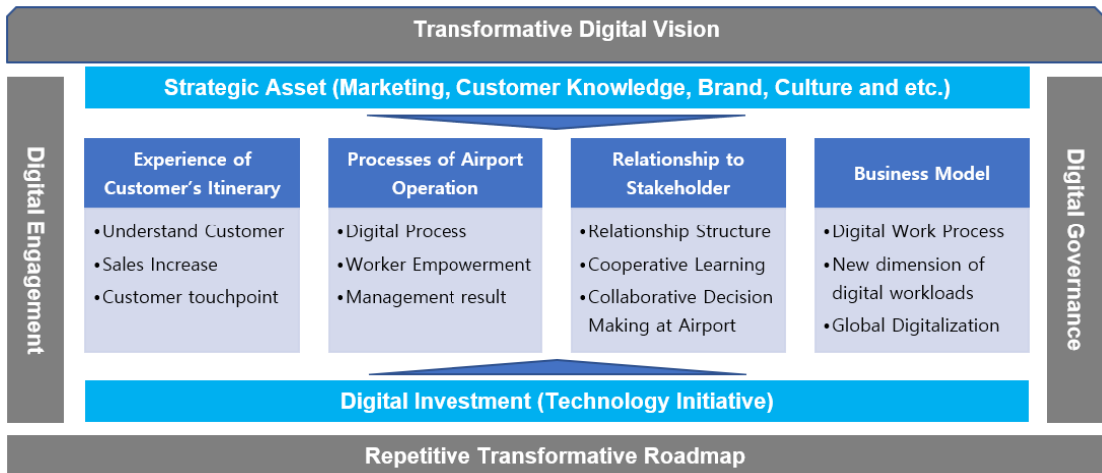 Transformative Digital Vision
Strategic Asset (Marketing, Customer Knowledge, Brand, Culture and etc.)
Digital Engagement
Experience of
Customer's Itinerary
•Understand Customer
•Sales Increase
•Customer touchpoint
Processes of Airport
Operation
•Digital Process
•Worker Empowerment
•Management result
Relationship to
Stakeholder
•Relationship Structure
•Cooperative Learning
•Collaborative Decision
Making at Airport
Business Model
•Digital Work Process
•New dimension of
digital workloads
•Global Digitalization
Digital Governance
Digital Investment (Technology Initiative)
Repetitive Transformative Roadmap